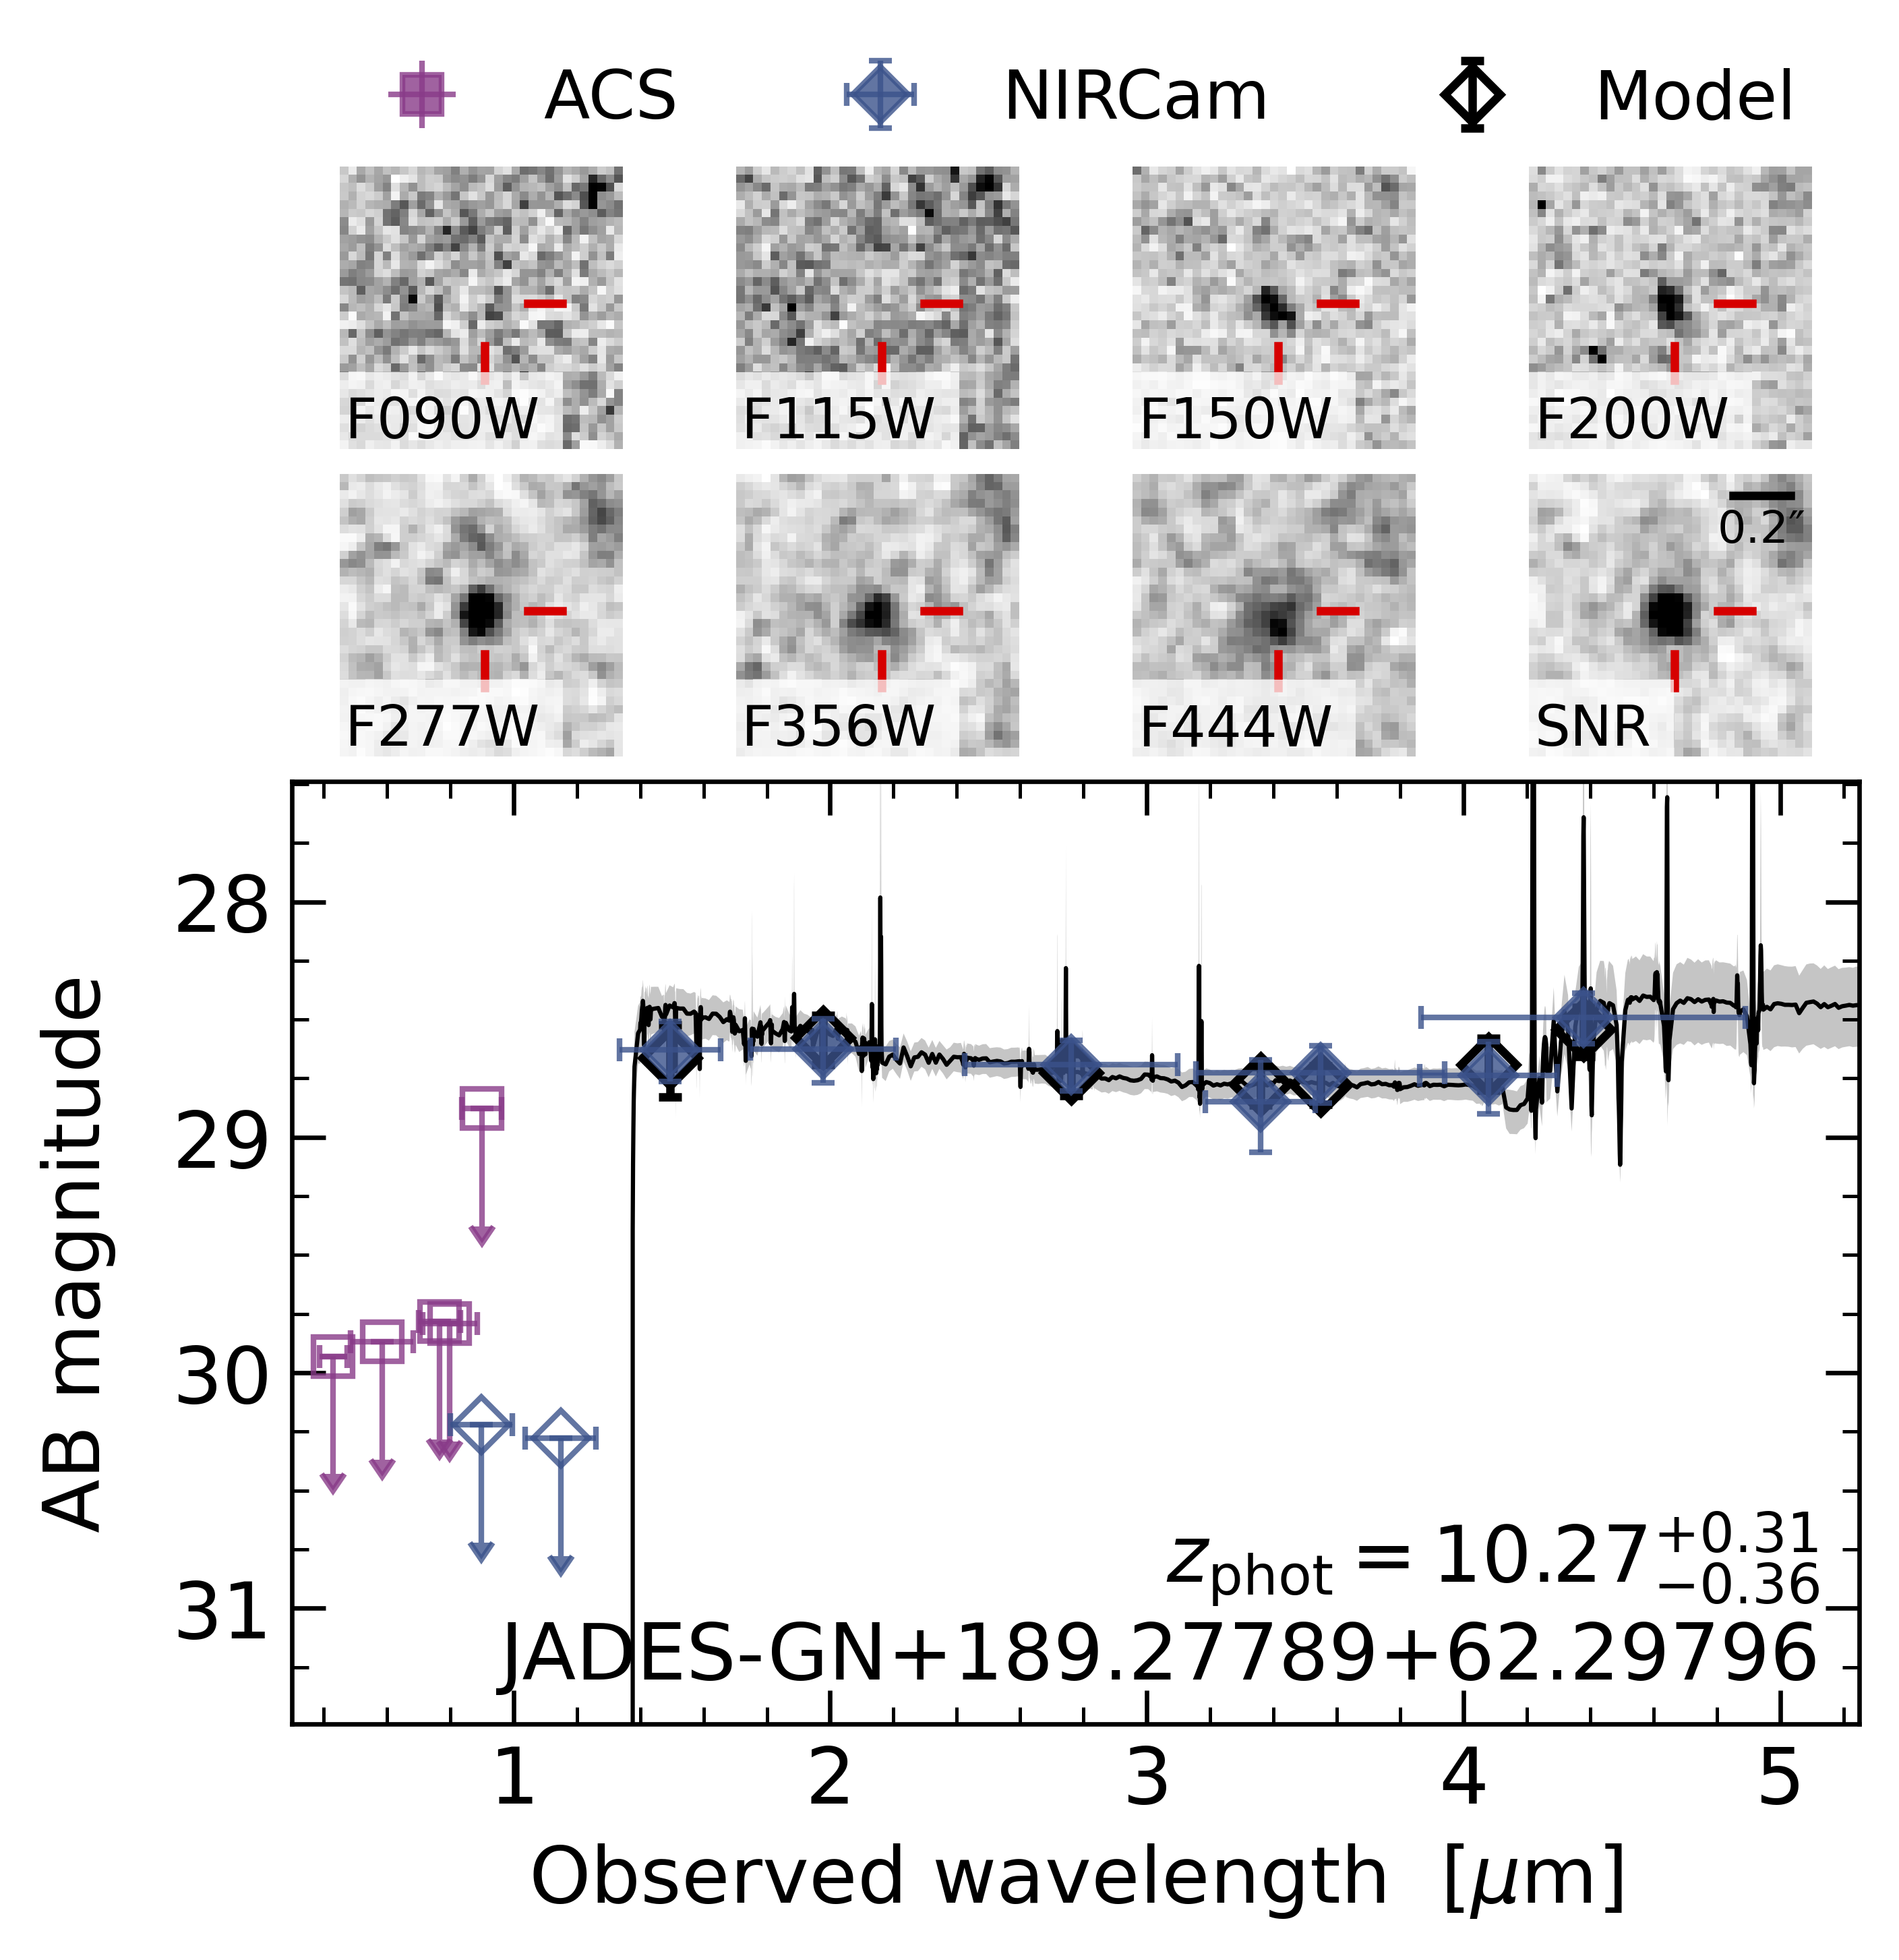 ACS NIRCam Model
F090W F115W F150W F200W
0.2″
F277W F356W F444W SNR
28
29
30
31
AB magnitude
z_phot = 10.27 +0.31 −0.36
JADES-GN+189.27789+62.29796
1 2 3 4 5
Observed wavelength [μm]